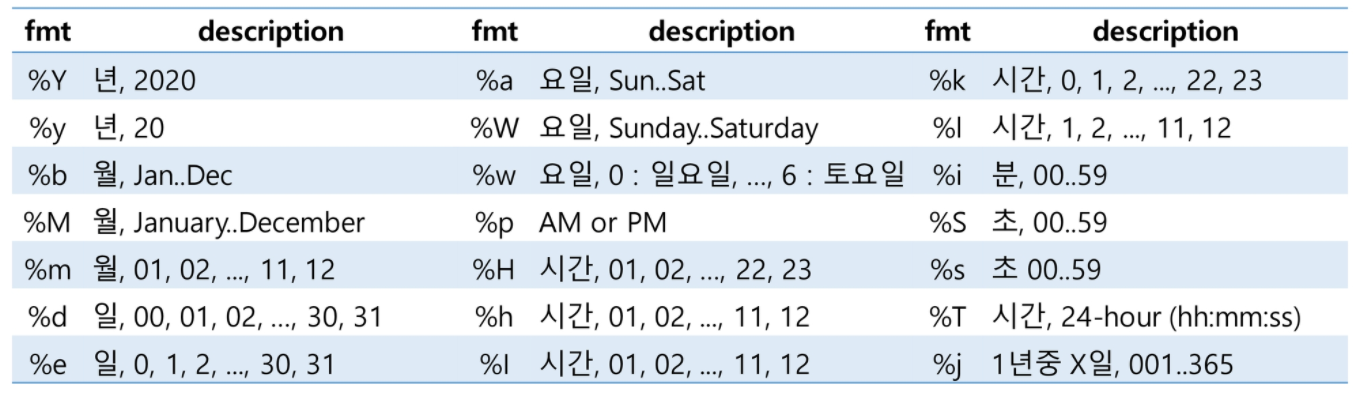 fmt description fmt description fmt description
%Y 년, 2020 %a 요일, Sun..Sat %k 시간, 0, 1, 2, ..., 22, 23
%y 년, 20 %W 요일, Sunday..Saturday %l 시간, 1, 2, ..., 11, 12
%b 월, Jan..Dec %w 요일, 0 : 일요일, ..., 6 : 토요일 %i 분, 00..59
%M 월, January..December %p AM or PM %S 초, 00..59
%m 월, 01, 02, ..., 11, 12 %H 시간, 01, 02, ..., 22, 23 %s 초 00..59
%d 일, 00, 01, 02, ..., 30, 31 %h 시간, 01, 02, ..., 11, 12 %T 시간, 24-hour (hh:mm:ss)
%e 일, 0, 1, 2, ..., 30, 31 %I 시간, 01, 02, ..., 11, 12 %j 1년중 X일, 001..365